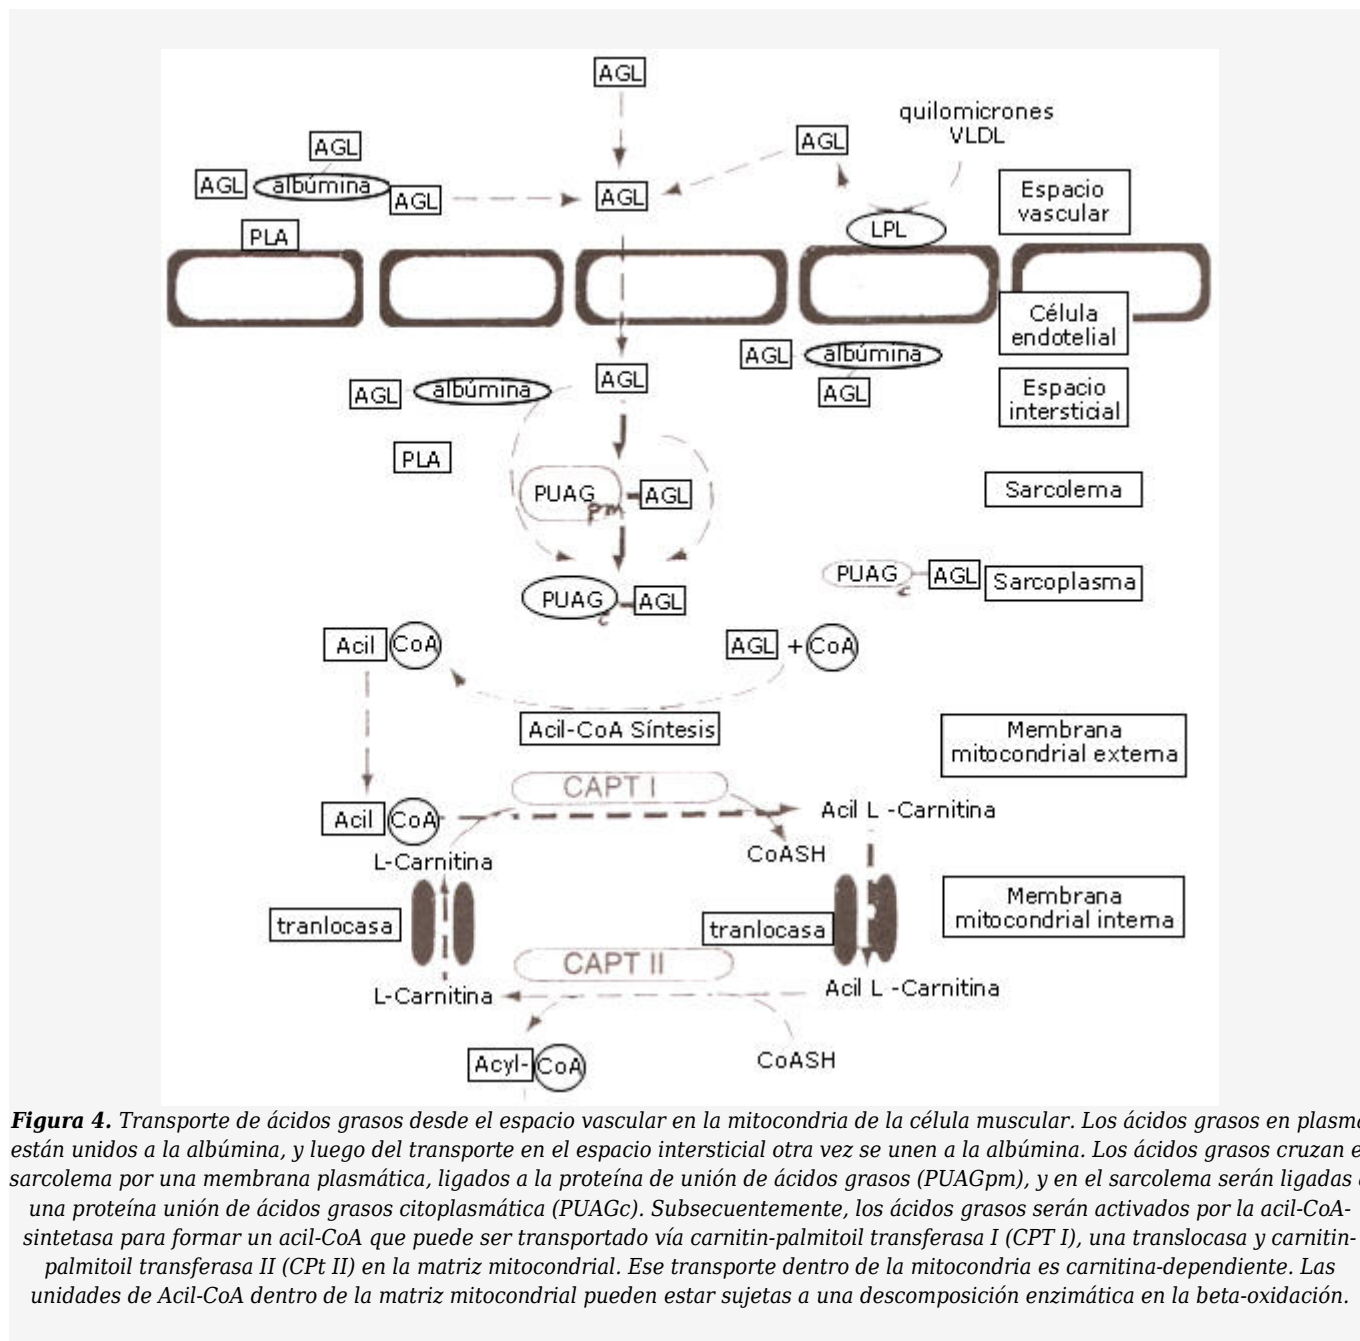 AGL
quilomicrones
VLDL
AGL
AGL
AGL albúmina AGL
AGL
Espacio
vascular
PLA
LPL
Célula
endotelial
AGL albúmina
AGL
AGL
AGL albúmina
Espacio
intersticial
PLA
PUAG pm AGL
Sarcolema
PUAG c AGL
Sarcoplasma
PUAG c AGL
Acil CoA
AGL + CoA
Acil-CoA Síntesis
Membrana
mitocondrial externa
CAPT I
Acil CoA
Acil L -Carnitina
L-Carnitina
CoASH
tranlocasa
tranlocasa
Membrana
mitocondrial interna
CAPT II
L-Carnitina
Acil L -Carnitina
Acyl- CoA
CoASH
Figura 4. Transporte de ácidos grasos desde el espacio vascular en la mitocondria de la célula muscular. Los ácidos grasos en plasma
están unidos a la albúmina, y luego del transporte en el espacio intersticial otra vez se unen a la albúmina. Los ácidos grasos cruzan e
sarcolema por una membrana plasmática, ligados a la proteína de unión de ácidos grasos (PUAGpm), y en el sarcolema serán ligadas
una proteína unión de ácidos grasos citoplasmática (PUAGc). Subsecuentemente, los ácidos grasos serán activados por la acil-CoA-
sintetasa para formar un acil-CoA que puede ser transportado vía carnitin-palmitoil transferasa I (CPT I), una translocasa y carnitin-
palmitoil transferasa II (CPt II) en la matriz mitocondrial. Ese transporte dentro de la mitocondria es carnitina-dependiente. Las
unidades de Acil-CoA dentro de la matriz mitocondrial pueden estar sujetas a una descomposición enzimática en la beta-oxidación.